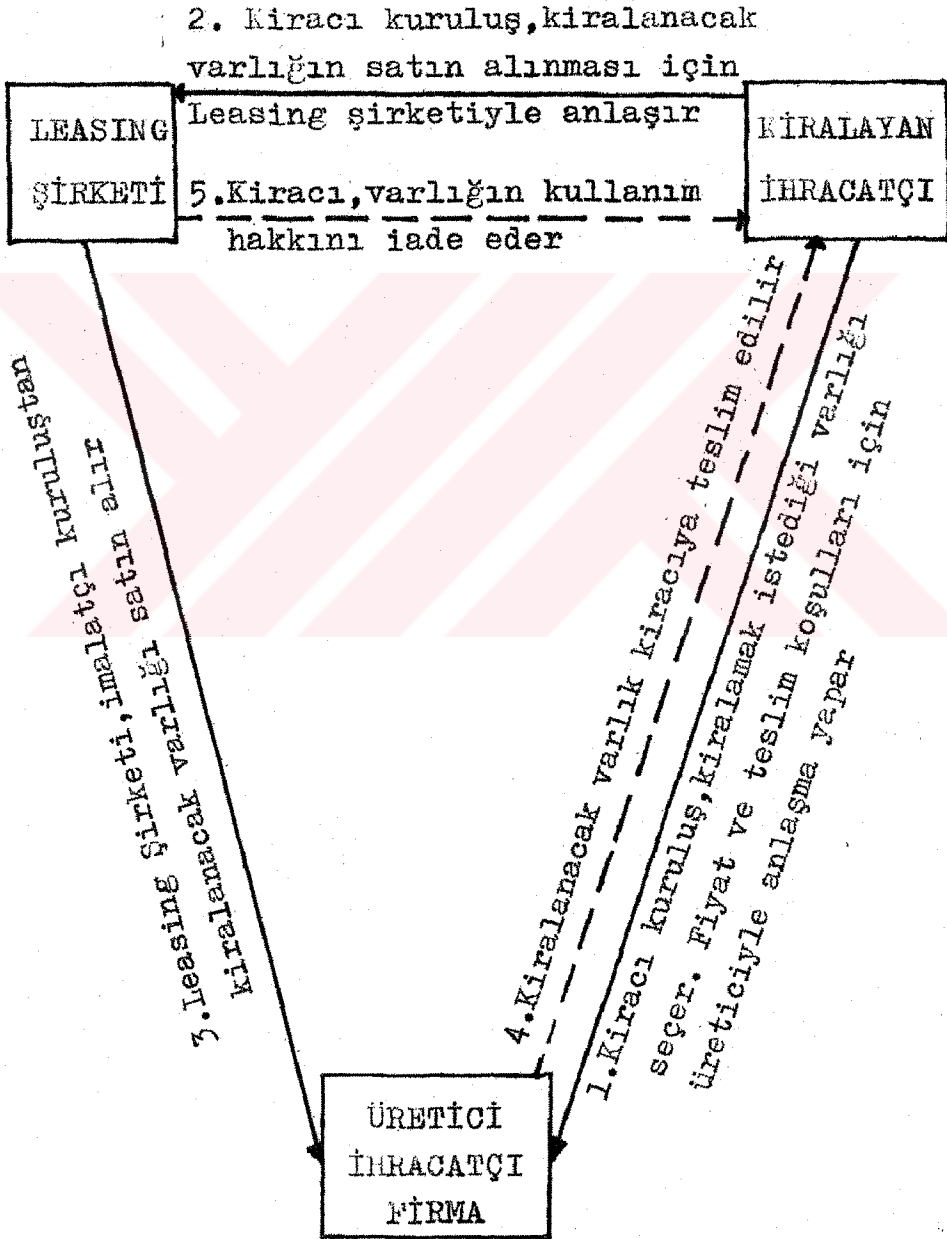 2. Kiracı kuruluş,kiralanacak
varlığın satın alınması için
Leasing şirketiyle anlaşır
LEASING
ŞİRKETİ
KİRALAYAN
İHRACATÇI
5.Kiracı,varlığın kullanım
hakkını iade eder
3.Leasing Şirketi,imalatçı kuruluştan
kiralanacak varlığı satın alır
4.Kiralanacak varlık kiracıya teslim edilir
1.Kiracı kuruluş,kiralamak istediği varlığı
seçer. Fiyat ve teslim koşulları için
üreticiyle anlaşma yapar
ÜRETİCİ
İHRACATÇI
FİRMA